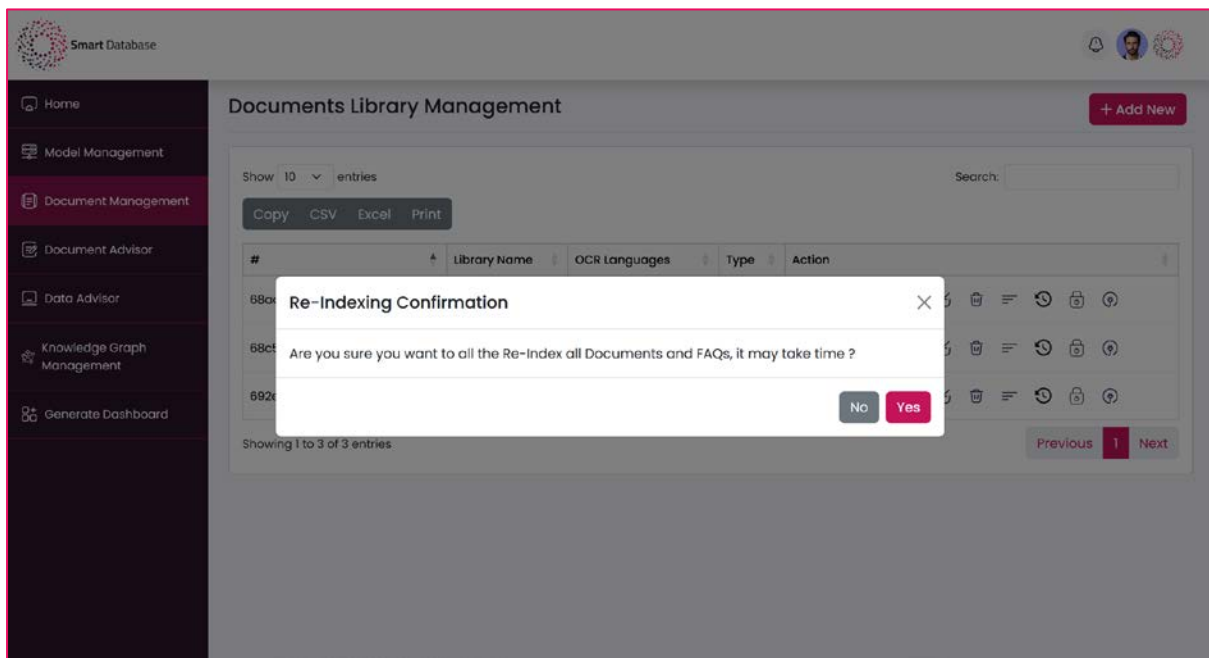 Smart Database
Home
Model Management
Document Management
Document Advisor
Data Advisor
Knowledge Graph
Management
Generate Dashboard
Documents Library Management
+ Add New
Show 10 entries
Search:
Copy CSV Excel Print
# Library Name OCR Languages Type Action
Re-Indexing Confirmation
Are you sure you want to all the Re-Index all Documents and FAQs, it may take time ?
No Yes
Showing 1 to 3 of 3 entries
Previous 1 Next